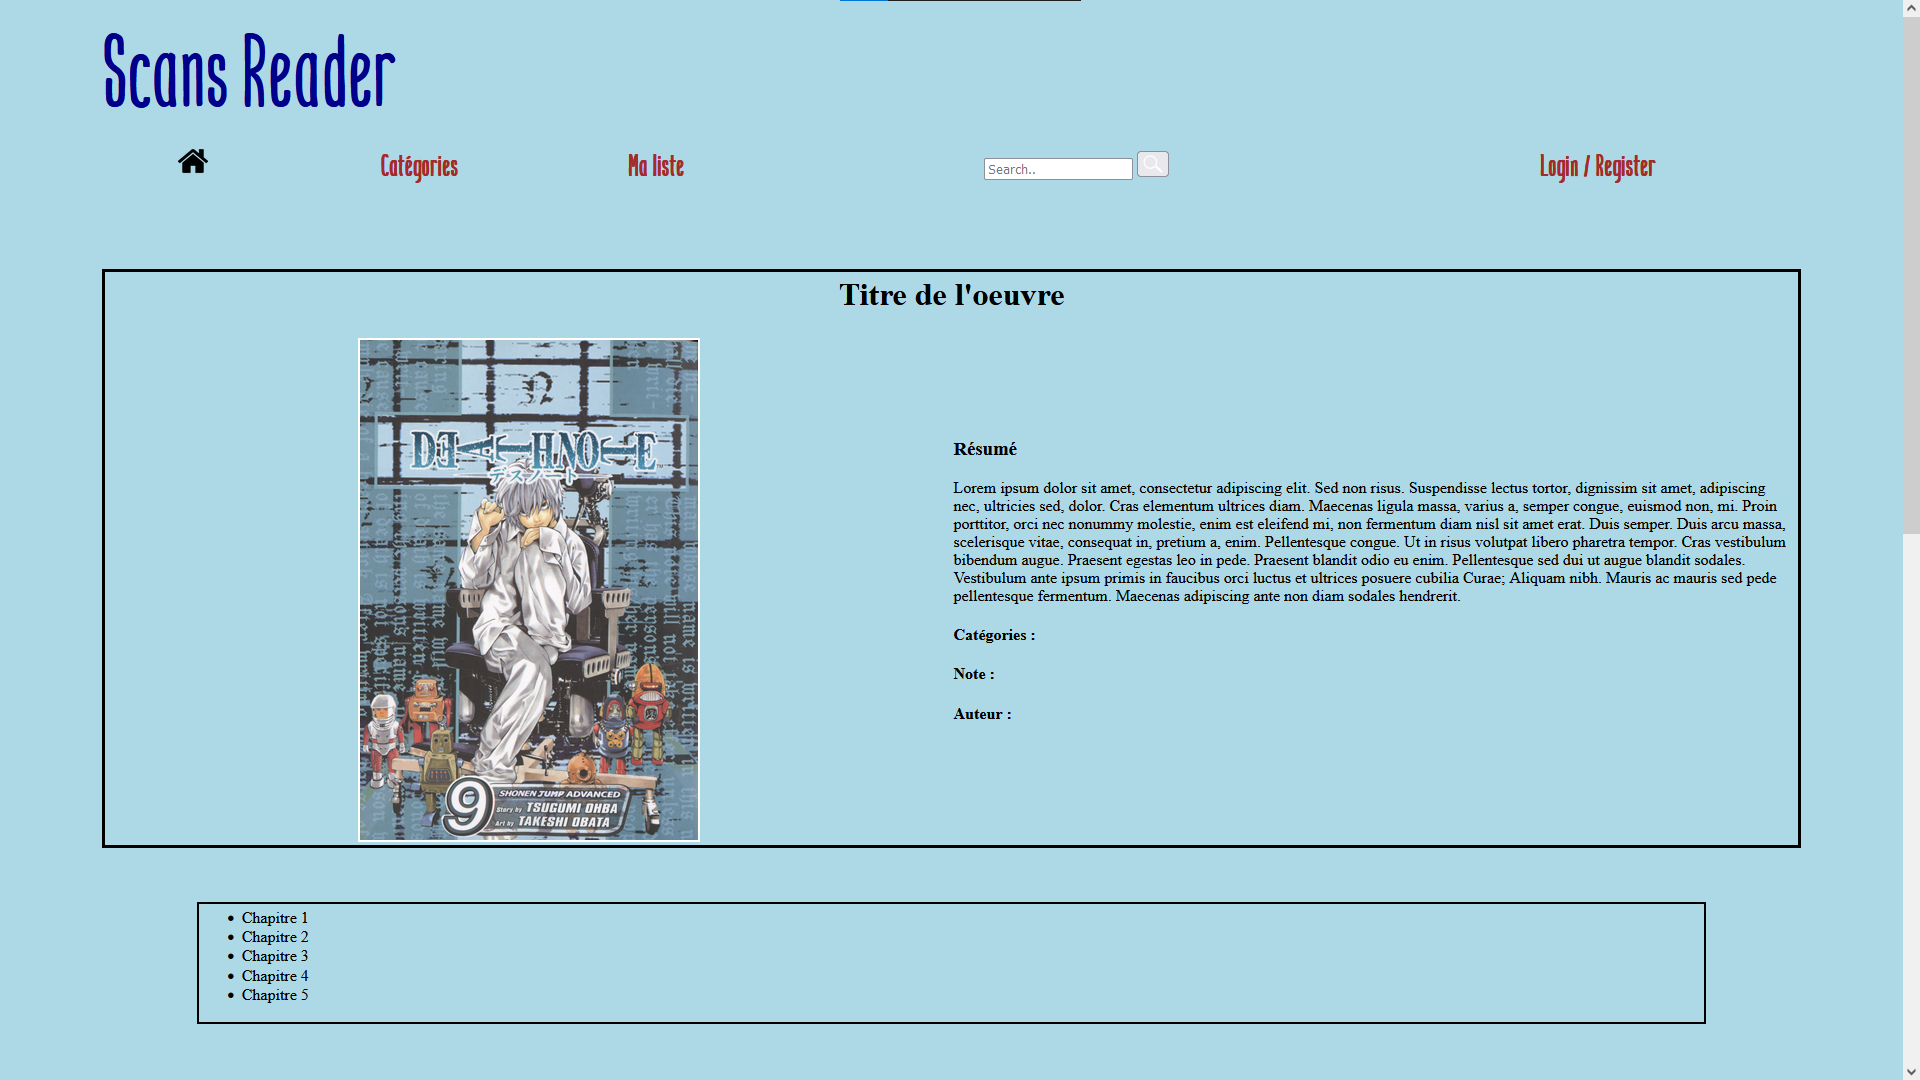 Scans Reader
Catégories
Ma liste
Search..
Login / Register
Titre de l'oeuvre
DEATH NOTE
デスノート
9
SHONEN JUMP ADVANCED
Story by TSUGUMI OHBA
Art by TAKESHI OBATA
Résumé
Lorem ipsum dolor sit amet, consectetur adipiscing elit. Sed non risus. Suspendisse lectus tortor, dignissim sit amet, adipiscing
nec, ultricies sed, dolor. Cras elementum ultrices diam. Maecenas ligula massa, varius a, semper congue, euismod non, mi. Proin
porttitor, orci nec nonummy molestie, enim est eleifend mi, non fermentum diam nisl sit amet erat. Duis semper. Duis arcu massa,
scelerisque vitae, consequat in, pretium a, enim. Pellentesque congue. Ut in risus volutpat libero pharetra tempor. Cras vestibulum
bibendum augue. Praesent egestas leo in pede. Praesent blandit odio eu enim. Pellentesque sed dui ut augue blandit sodales.
Vestibulum ante ipsum primis in faucibus orci luctus et ultrices posuere cubilia Curae; Aliquam nibh. Mauris ac mauris sed pede
pellentesque fermentum. Maecenas adipiscing ante non diam sodales hendrerit.
Catégories :
Note :
Auteur :
Chapitre 1
Chapitre 2
Chapitre 3
Chapitre 4
Chapitre 5